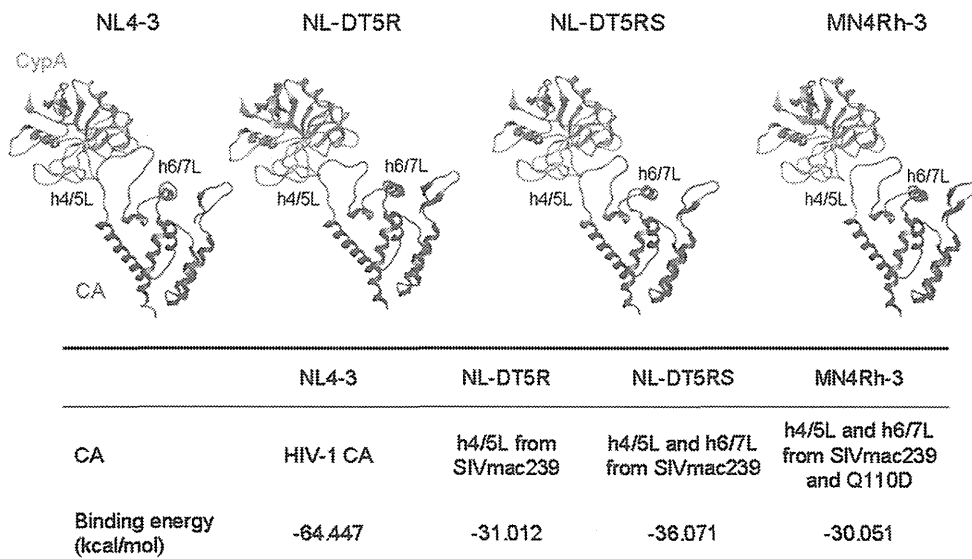 NL4-3 NL-DT5R NL-DT5RS MN4Rh-3
CypA
h4/5L h6/7L h4/5L h6/7L h4/5L h6/7L h4/5L h6/7L
CA
NL4-3 NL-DT5R NL-DT5RS MN4Rh-3
CA HIV-1 CA h4/5L from SIVmac239 h4/5L and h6/7L from SIVmac239 h4/5L and h6/7L from SIVmac239 and Q110D
Binding energy (kcal/mol) -64.447 -31.012 -36.071 -30.051